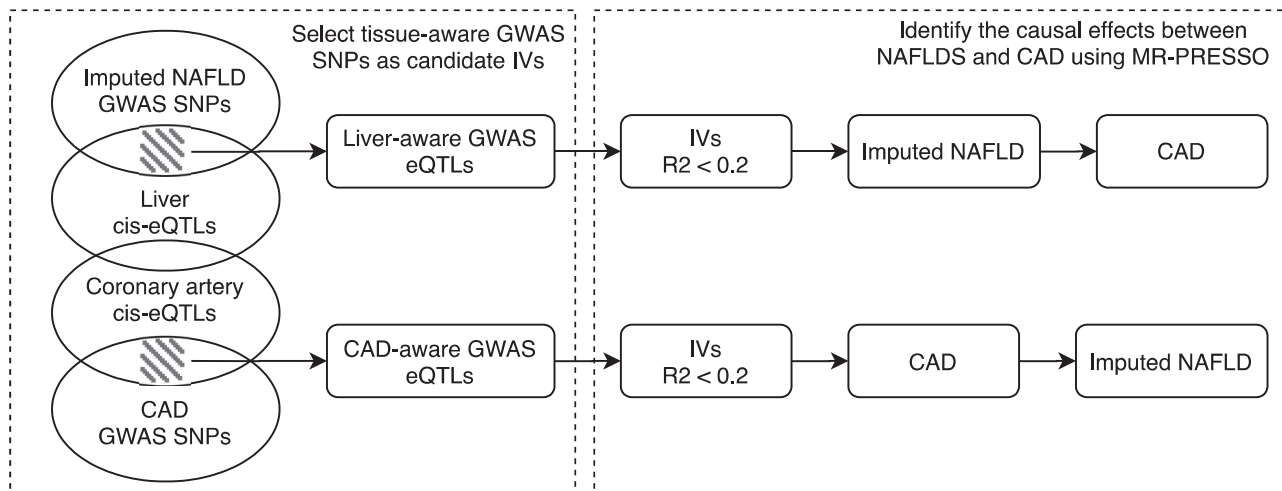 Select tissue-aware GWAS
SNPs as candidate IVs
Imputed NAFLD
GWAS SNPs
Liver
cis-eQTLs
Coronary artery
cis-eQTLs
CAD
GWAS SNPs
Liver-aware GWAS
eQTLs
CAD-aware GWAS
eQTLs
Identify the causal effects between
NAFLDS and CAD using MR-PRESSO
IVs
R2 < 0.2
Imputed NAFLD
CAD
IVs
R2 < 0.2
CAD
Imputed NAFLD